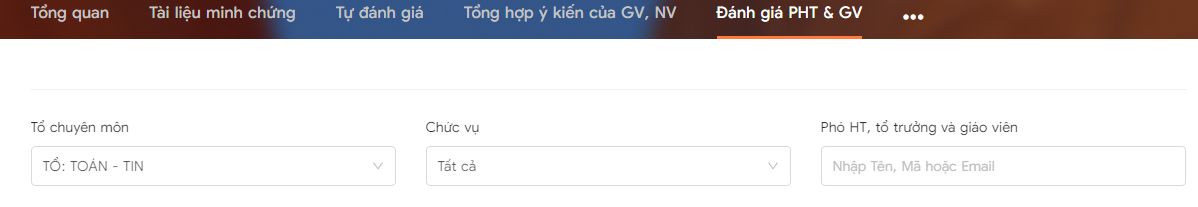 Tổng quan Tài liệu minh chứng Tự đánh giá Tổng hợp ý kiến của GV, NV Đánh giá PHT & GV •••
Tổ chuyên môn Chức vụ Phó HT, tổ trưởng và giáo viên
TỔ: TOÁN - TIN Tất cả Nhập Tên, Mã hoặc Email